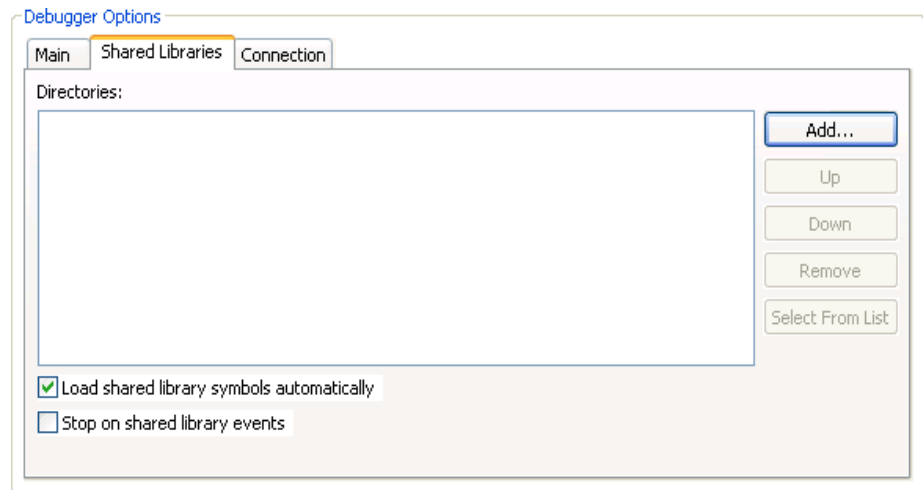 Debugger Options
Main Shared Libraries Connection
Directories:
Add...
Up
Down
Remove
Select From List
Load shared library symbols automatically
Stop on shared library events